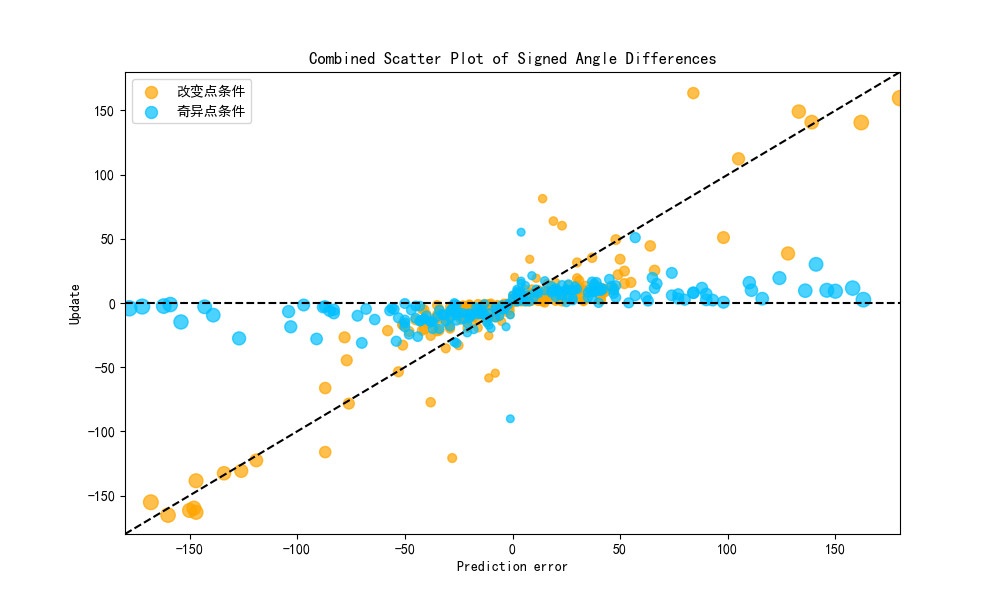 Combined Scatter Plot of Signed Angle Differences
改变点条件
奇异点条件
150
100
50
0
−50
−100
−150
Update
−150
−100
−50
0
50
100
150
Prediction error